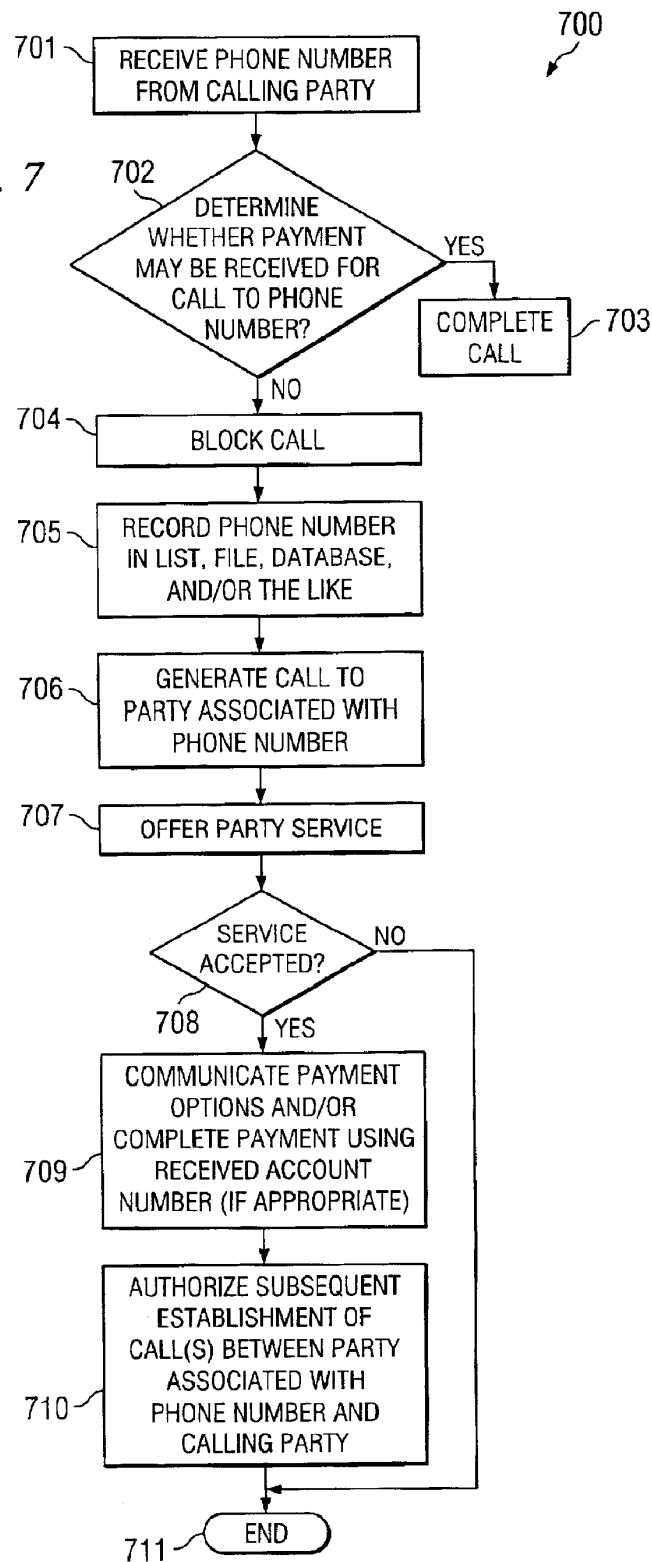 700
701
RECEIVE PHONE NUMBER
FROM CALLING PARTY
. 7
702
DETERMINE
WHETHER PAYMENT
MAY BE RECEIVED FOR
CALL TO PHONE
NUMBER?
YES
COMPLETE
CALL
703
NO
704
BLOCK CALL
705
RECORD PHONE NUMBER
IN LIST, FILE, DATABASE,
AND/OR THE LIKE
706
GENERATE CALL TO
PARTY ASSOCIATED WITH
PHONE NUMBER
707
OFFER PARTY SERVICE
SERVICE
ACCEPTED?
NO
708
YES
COMMUNICATE PAYMENT
OPTIONS AND/OR
COMPLETE PAYMENT USING
RECEIVED ACCOUNT
NUMBER (IF APPROPRIATE)
709
AUTHORIZE SUBSEQUENT
ESTABLISHMENT OF
CALL(S) BETWEEN PARTY
ASSOCIATED WITH
PHONE NUMBER AND
CALLING PARTY
710
711
END